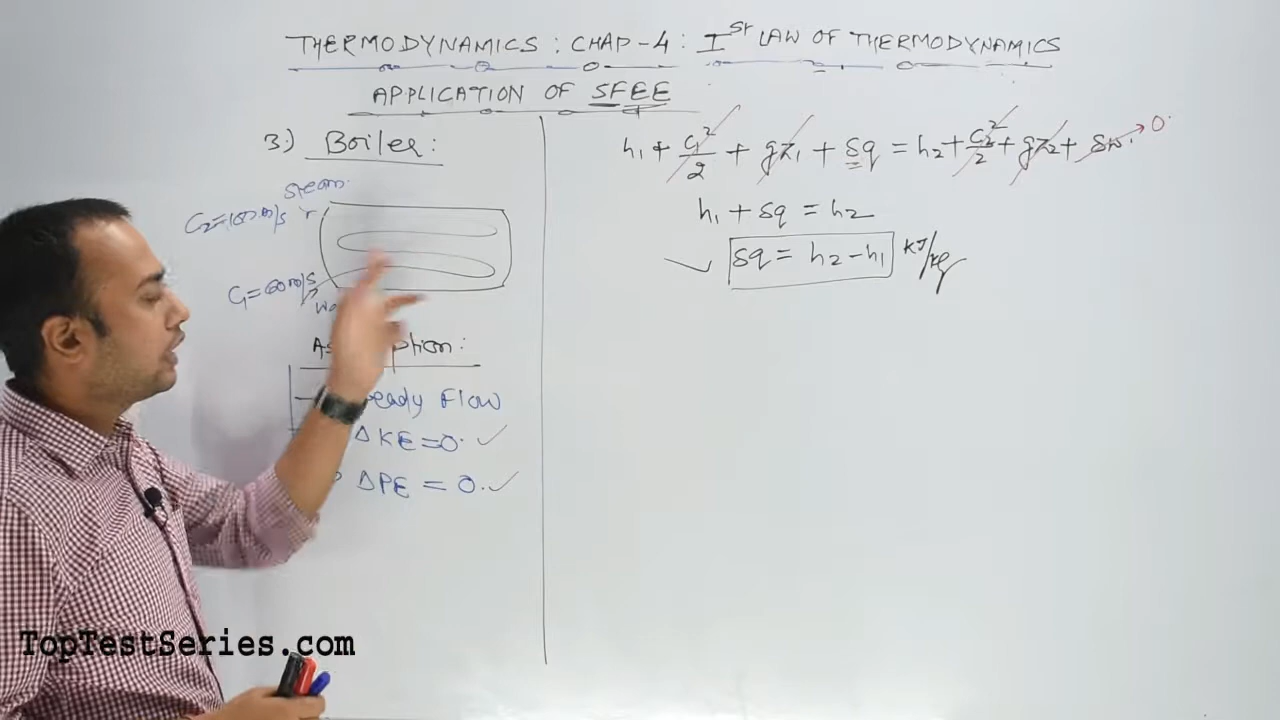 THERMODYNAMICS : CHAP-4 : Iˢᵗ LAW OF THERMODYNAMICS
APPLICATION OF SFEE
3.) Boiler:
steam
C₂=100m/s
C₁=60m/s
Assumption:
steady Flow
ΔKE=0.
ΔPE = 0.
h₁ + C₁²/2 + gz₁ + δq = h₂ + C₂²/2 + gz₂ + δw → 0.
h₁ + δq = h₂
δq = h₂ - h₁ kJ/kg
TopTestSeries.com